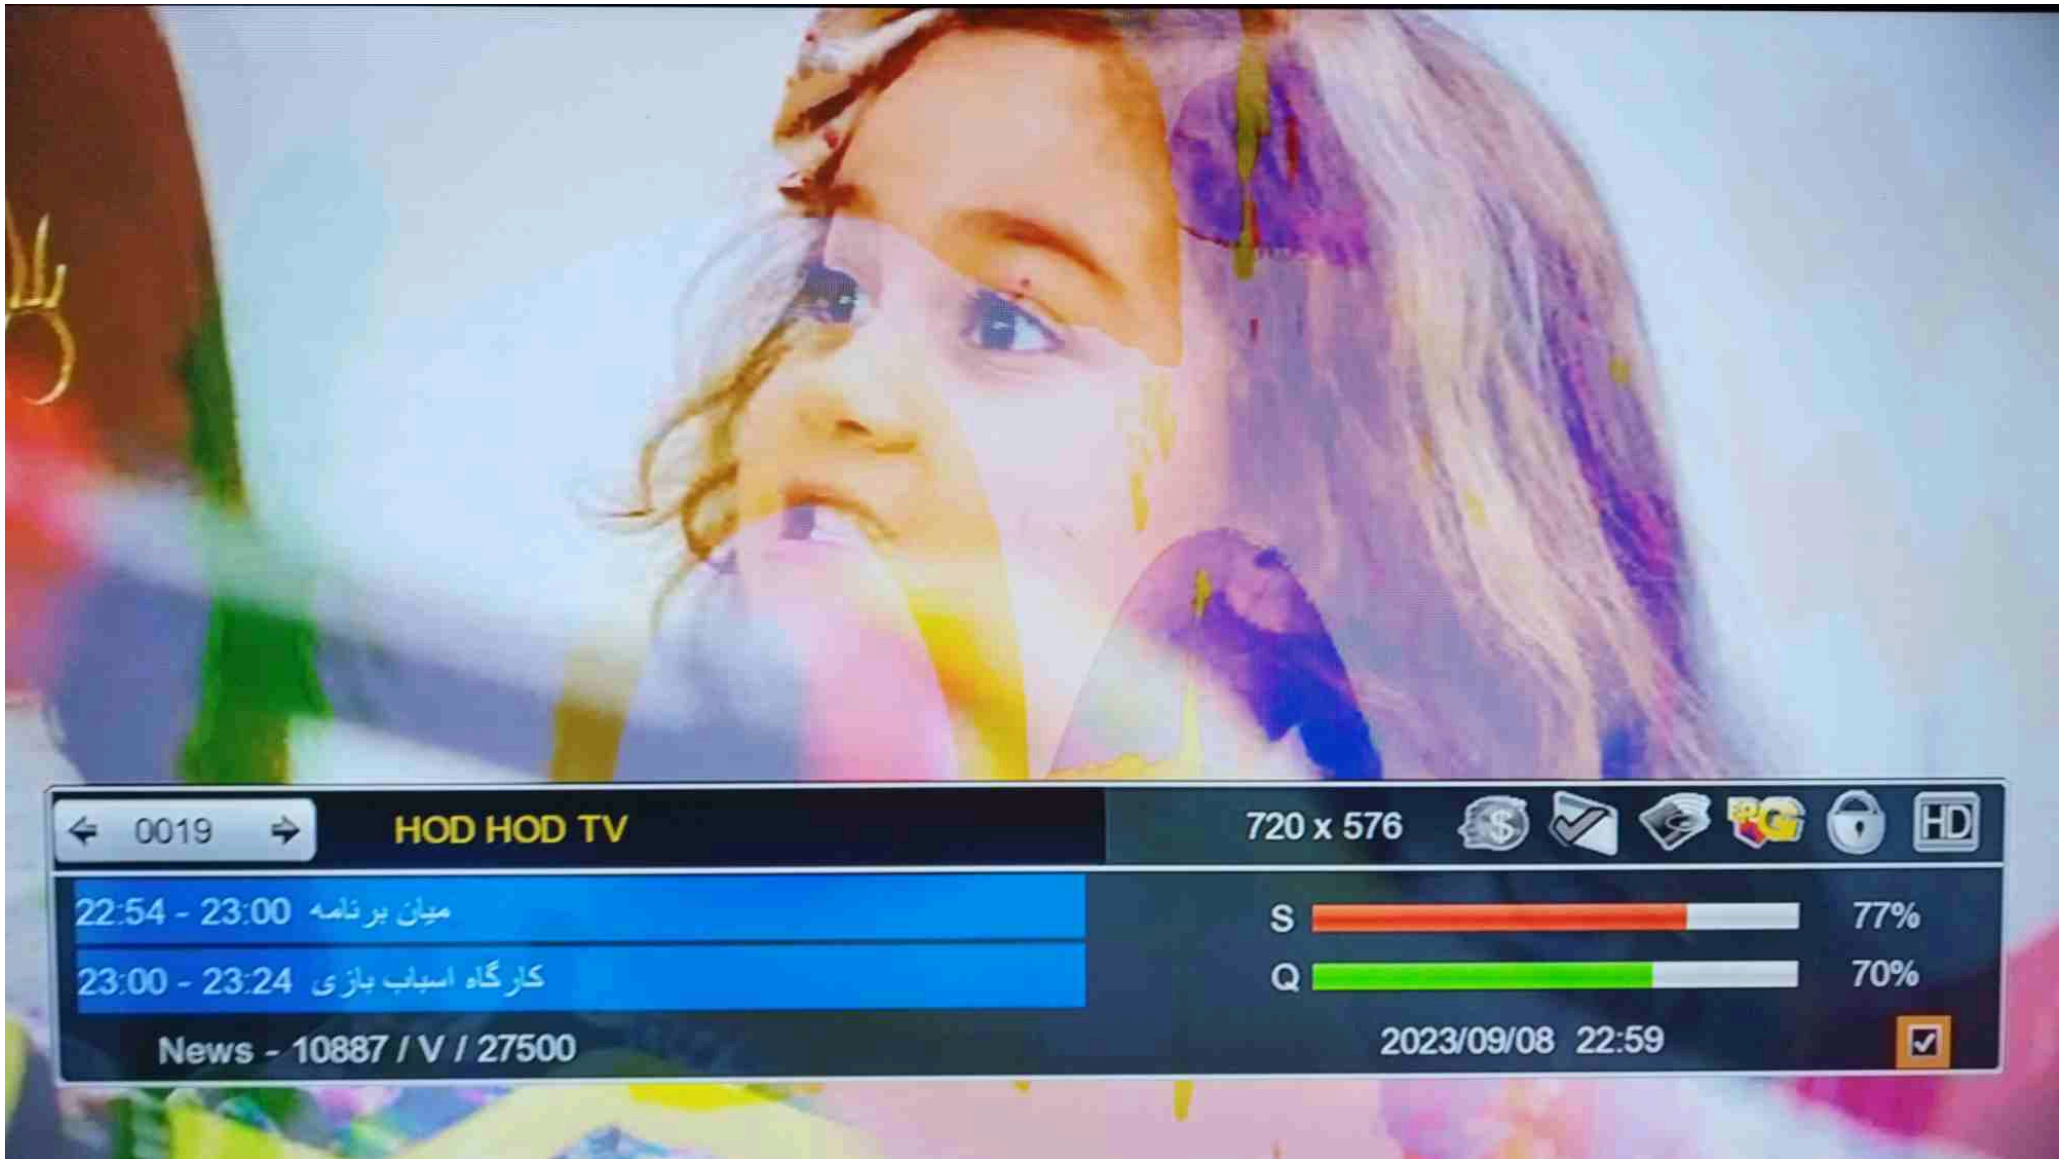 0019 HOD HOD TV 720 x 576 HD
22:54 - 23:00 میان برنامه
S 77%
23:00 - 23:24 کارگاه اسباب بازی
Q 70%
News - 10887 / V / 27500 2023/09/08 22:59